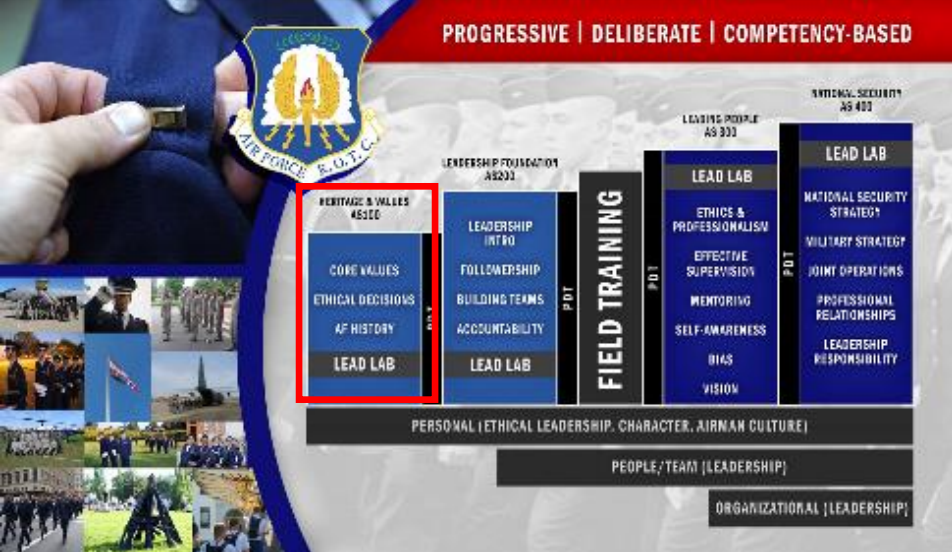 PROGRESSIVE | DELIBERATE | COMPETENCY-BASED
AIR FORCE R.O.T.C.
HERITAGE & VALUES
AS100
CORE VALUES
ETHICAL DECISIONS
AF HISTORY
LEAD LAB
PDT
LEADERSHIP FOUNDATION
AS200
LEADERSHIP
INTRO
FOLLOWERSHIP
BUILDING TEAMS
ACCOUNTABILITY
LEAD LAB
PDT
FIELD TRAINING
PDT
LEADING PEOPLE
AS 300
LEAD LAB
ETHICS &
PROFESSIONALISM
EFFECTIVE
SUPERVISION
MENTORING
SELF-AWARENESS
BIAS
VISION
PDT
NATIONAL SECURITY
AS 400
LEAD LAB
NATIONAL SECURITY
STRATEGY
MILITARY STRATEGY
JOINT OPERATIONS
PROFESSIONAL
RELATIONSHIPS
LEADERSHIP
RESPONSIBILITY
PERSONAL (ETHICAL LEADERSHIP, CHARACTER, AIRMAN CULTURE)
PEOPLE/TEAM (LEADERSHIP)
ORGANIZATIONAL (LEADERSHIP)